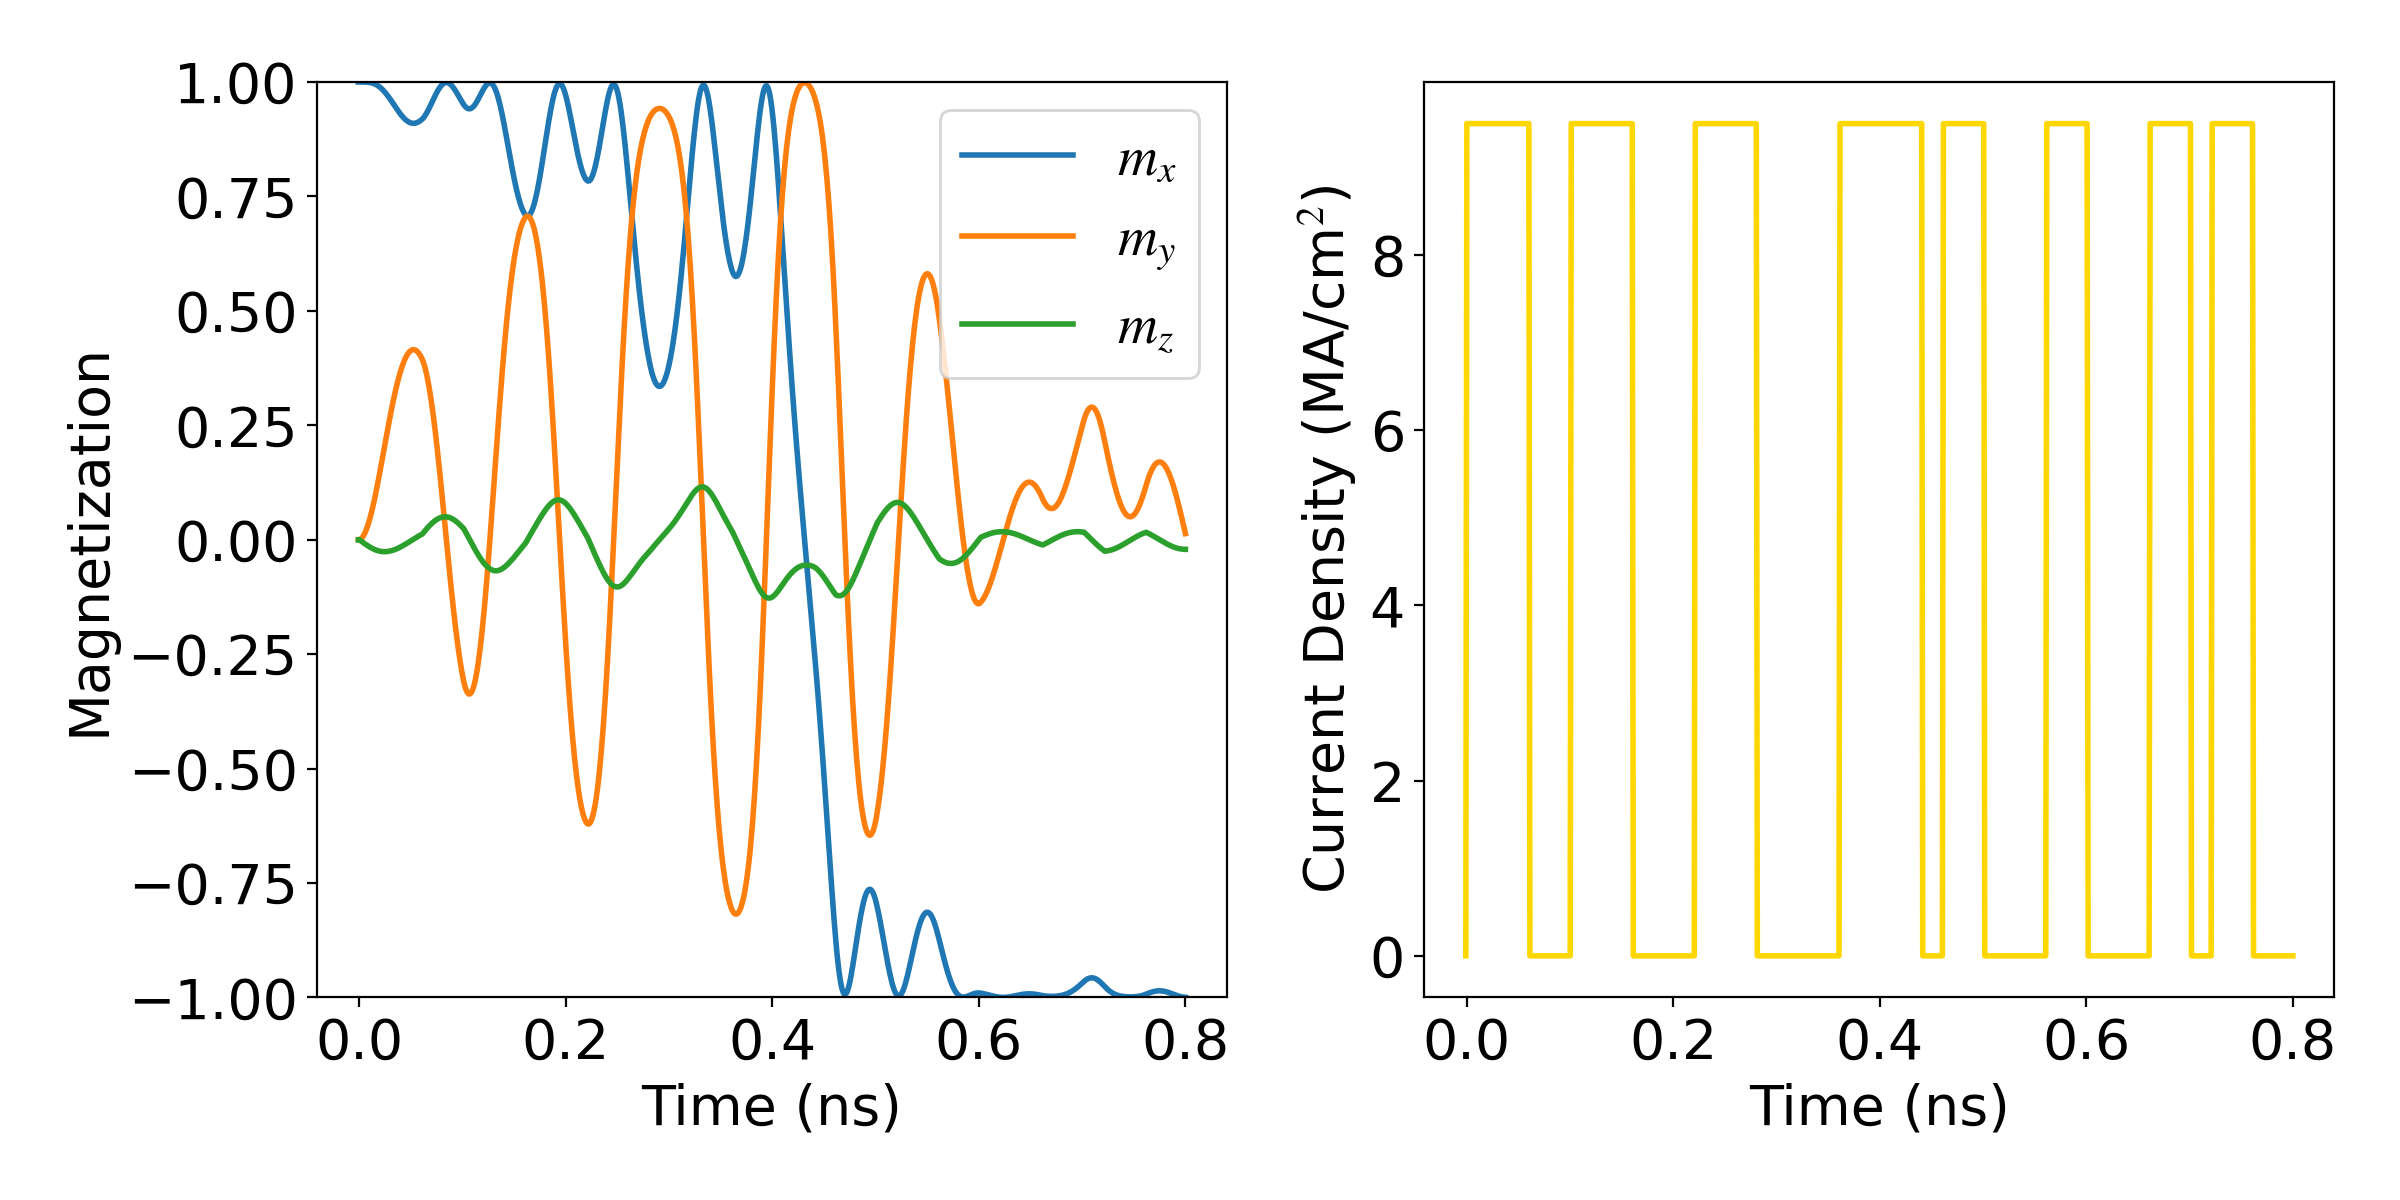 1.00
0.75
0.50
0.25
0.00
−0.25
−0.50
−0.75
−1.00
Magnetization
0.0 0.2 0.4 0.6 0.8
Time (ns)
mₓ
m_y
m_z
8
6
4
2
0
Current Density (MA/cm²)
0.0 0.2 0.4 0.6 0.8
Time (ns)